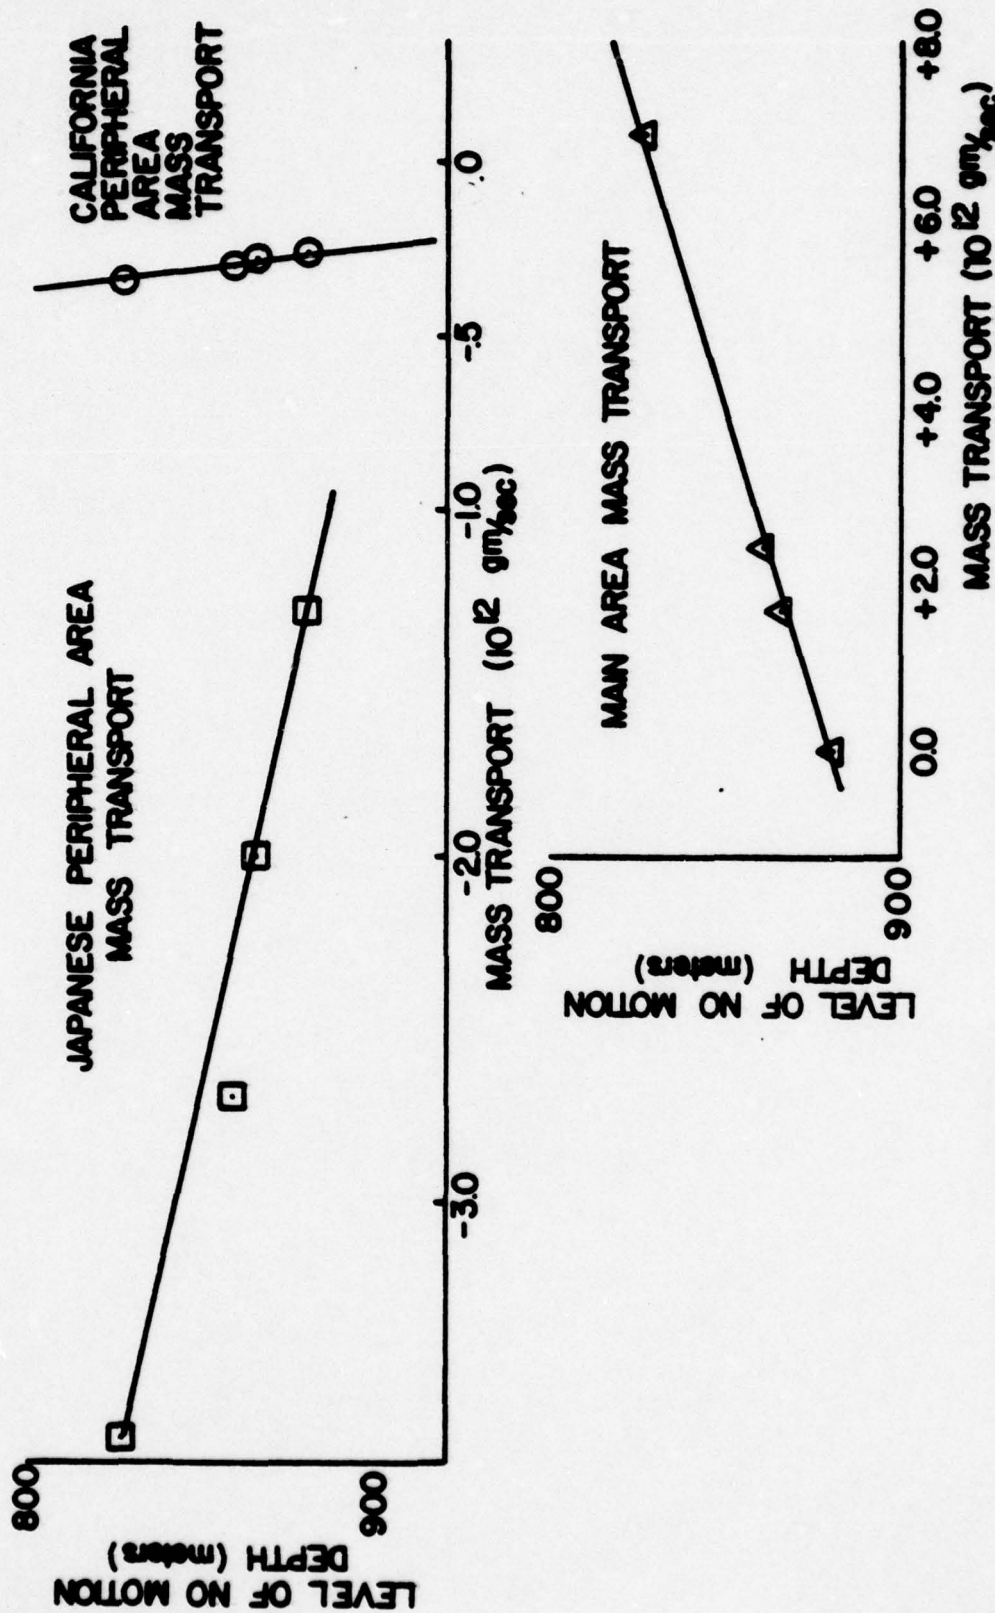 JAPANESE PERIPHERAL AREA
MASS TRANSPORT
CALIFORNIA
PERIPHERAL
AREA
MASS
TRANSPORT
800
900
LEVEL OF NO MOTION
DEPTH (meters)
-3.0
-2.0
-1.0
-.5
.0
MASS TRANSPORT (10¹² gm/sec)
MAIN AREA MASS TRANSPORT
800
900
LEVEL OF NO MOTION
DEPTH (meters)
0.0
+2.0
+4.0
+6.0
+8.0
MASS TRANSPORT (10¹² gm/sec)